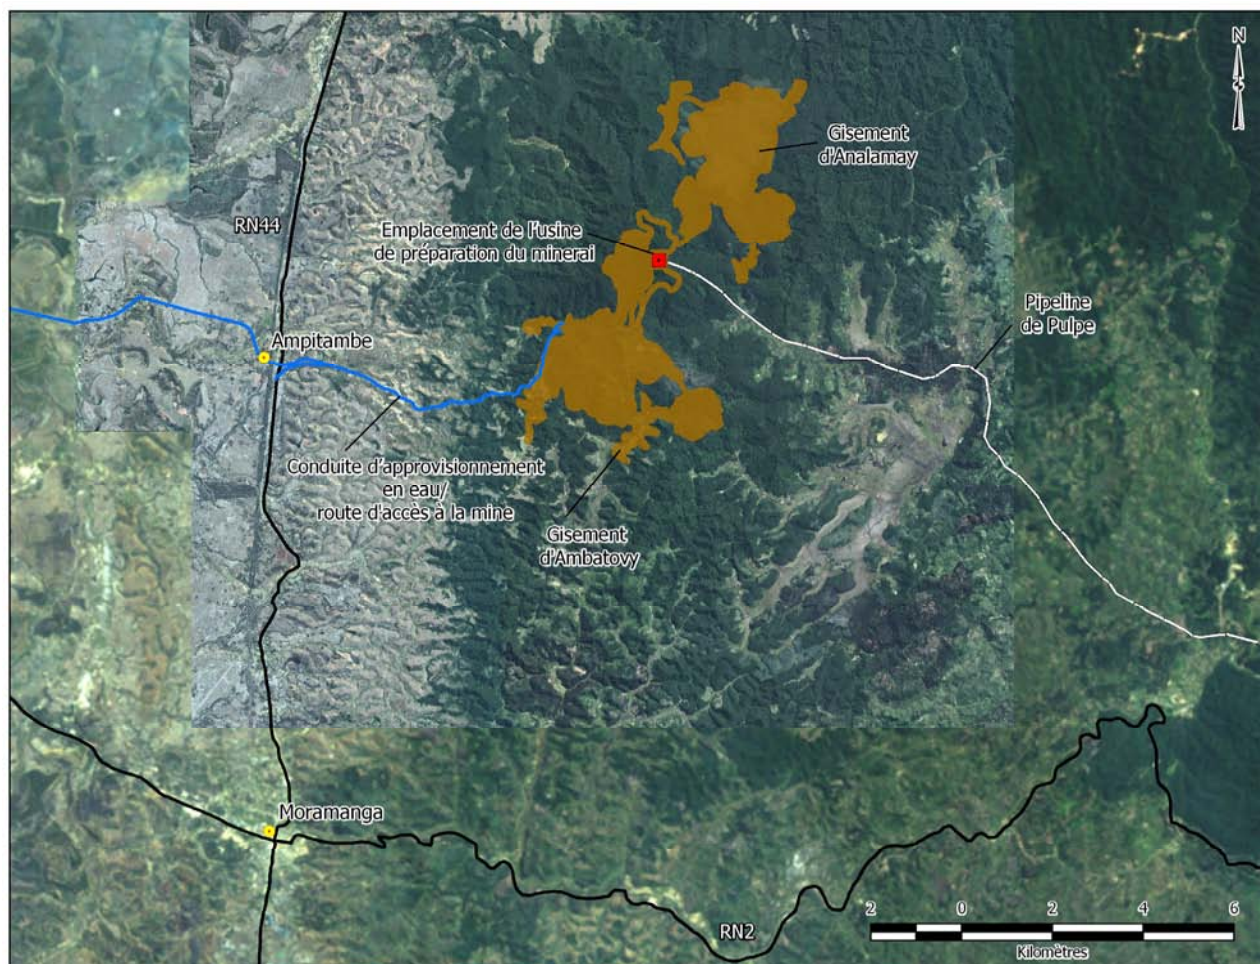 N
Gisement
d'Analamay
RN44
Emplacement de l'usine
de préparation du minerai
Pipeline
de Pulpe
Ampitambe
Conduite d'approvisionnement
en eau/
route d'accès à la mine
Gisement
d'Ambatovy
Moramanga
RN2
2 0 2 4 6
Kilomètres